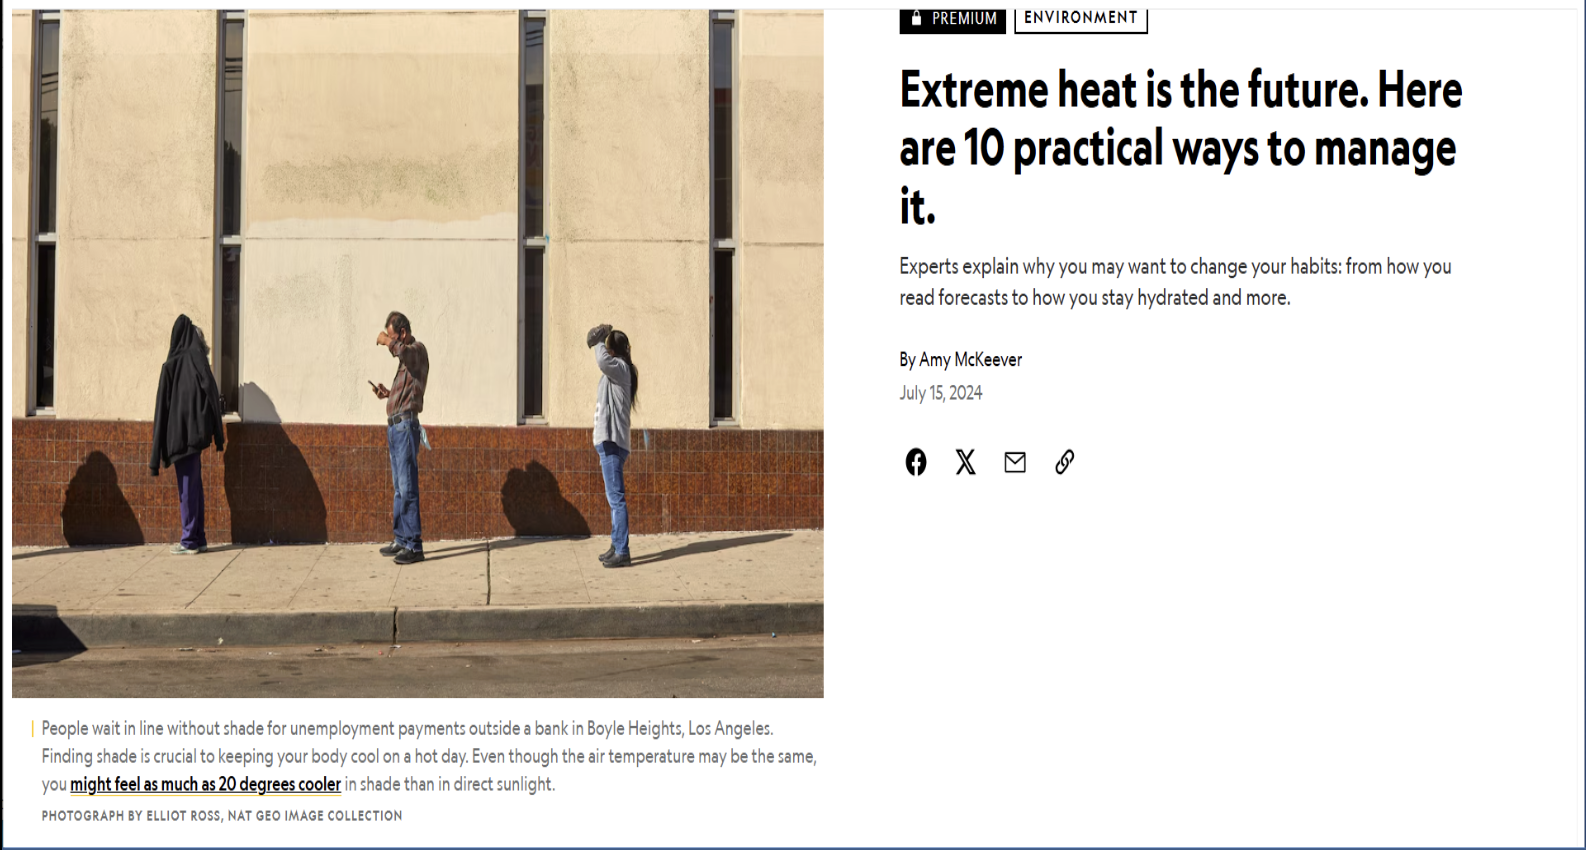 PREMIUM
ENVIRONMENT
Extreme heat is the future. Here
are 10 practical ways to manage
it.
Experts explain why you may want to change your habits: from how you
read forecasts to how you stay hydrated and more.
By Amy McKeever
July 15, 2024
People wait in line without shade for unemployment payments outside a bank in Boyle Heights, Los Angeles.
Finding shade is crucial to keeping your body cool on a hot day. Even though the air temperature may be the same,
you might feel as much as 20 degrees cooler in shade than in direct sunlight.
PHOTOGRAPH BY ELLIOT ROSS, NAT GEO IMAGE COLLECTION